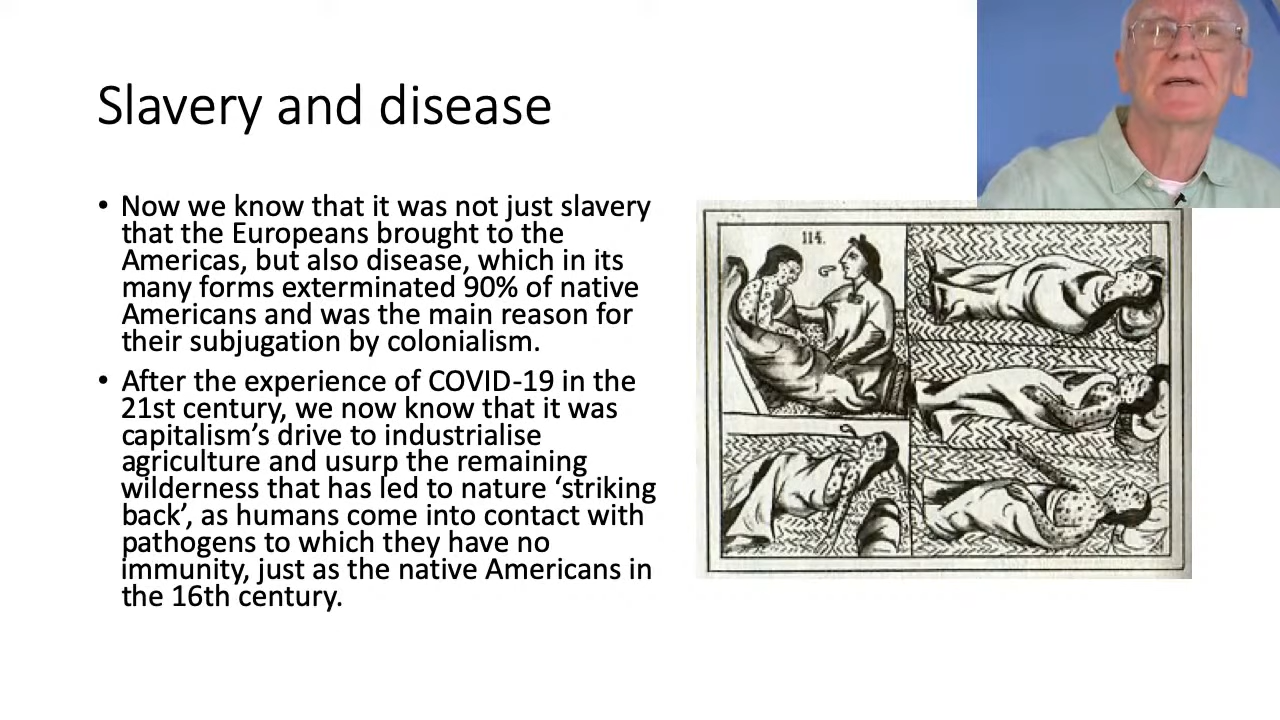 Slavery and disease
• Now we know that it was not just slavery
that the Europeans brought to the
Americas, but also disease, which in its
many forms exterminated 90% of native
Americans and was the main reason for
their subjugation by colonialism.
• After the experience of COVID-19 in the
21st century, we now know that it was
capitalism’s drive to industrialise
agriculture and usurp the remaining
wilderness that has led to nature ‘striking
back’, as humans come into contact with
pathogens to which they have no
immunity, just as the native Americans in
the 16th century.
114.